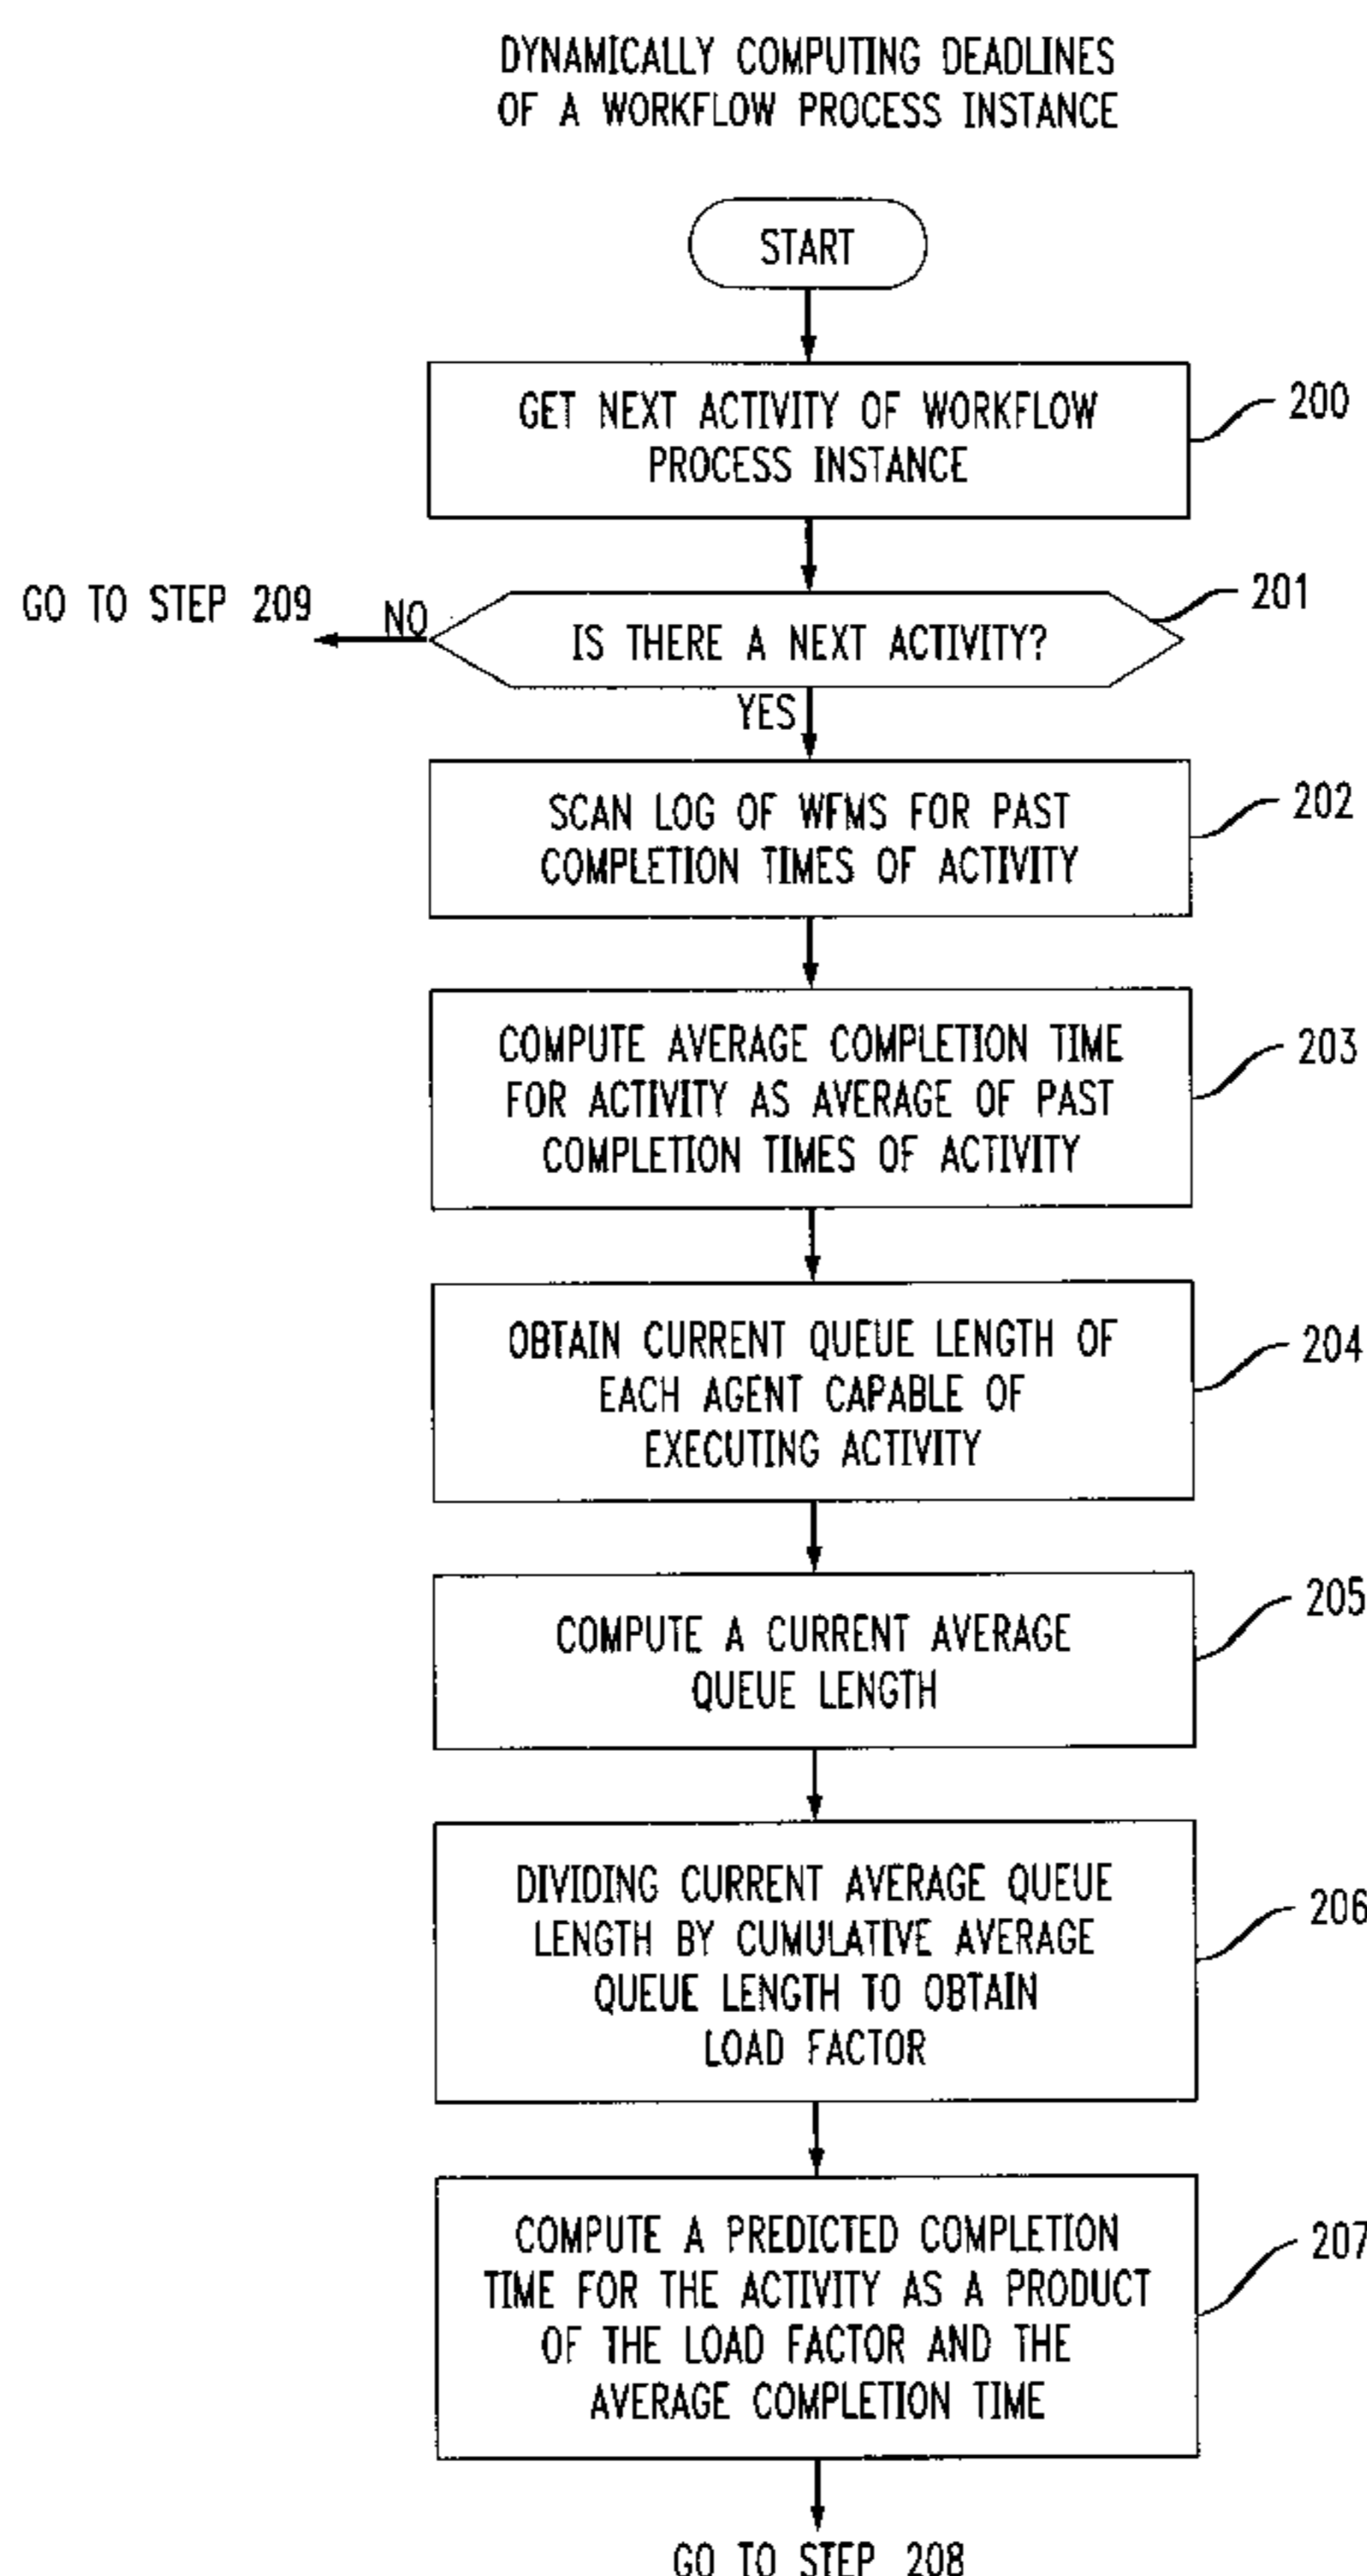 DYNAMICALLY COMPUTING DEADLINES
OF A WORKFLOW PROCESS INSTANCE
START
GET NEXT ACTIVITY OF WORKFLOW
PROCESS INSTANCE
200
IS THERE A NEXT ACTIVITY?
201
NO
GO TO STEP 209
YES
SCAN LOG OF WFMS FOR PAST
COMPLETION TIMES OF ACTIVITY
202
COMPUTE AVERAGE COMPLETION TIME
FOR ACTIVITY AS AVERAGE OF PAST
COMPLETION TIMES OF ACTIVITY
203
OBTAIN CURRENT QUEUE LENGTH OF
EACH AGENT CAPABLE OF
EXECUTING ACTIVITY
204
COMPUTE A CURRENT AVERAGE
QUEUE LENGTH
205
DIVIDING CURRENT AVERAGE QUEUE
LENGTH BY CUMULATIVE AVERAGE
QUEUE LENGTH TO OBTAIN
LOAD FACTOR
206
COMPUTE A PREDICTED COMPLETION
TIME FOR THE ACTIVITY AS A PRODUCT
OF THE LOAD FACTOR AND THE
AVERAGE COMPLETION TIME
207
GO TO STEP 208